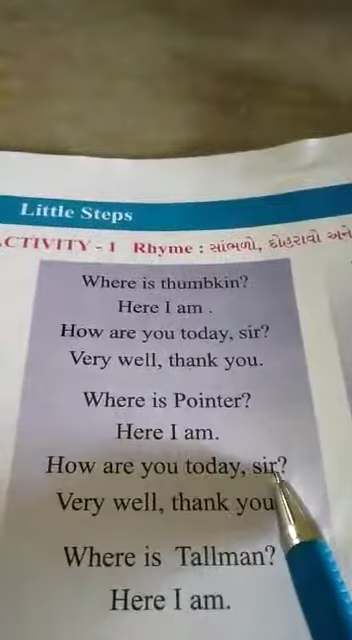 Little Steps
CTIVITY - 1 Rhyme : સાંભળો, દોહરાવો અને
Where is thumbkin?
Here I am .
How are you today, sir?
Very well, thank you.
Where is Pointer?
Here I am.
How are you today, sir?
Very well, thank you
Where is Tallman?
Here I am.